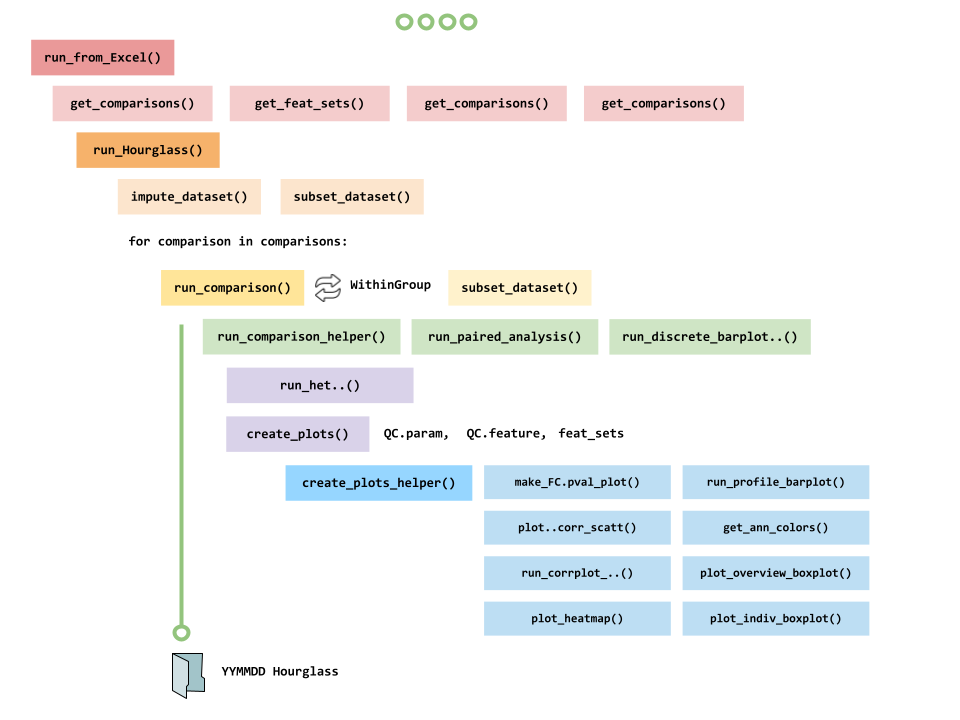 run_from_Excel()
get_comparisons() get_feat_sets() get_comparisons() get_comparisons()
run_Hourglass()
impute_dataset() subset_dataset()
for comparison in comparisons:
run_comparison() WithinGroup subset_dataset()
run_comparison_helper() run_paired_analysis() run_discrete_barplot..()
run_het..()
create_plots() QC.param, QC.feature, feat_sets
create_plots_helper() make_FC.pval_plot() run_profile_barplot()
plot..corr_scatt() get_ann_colors()
run_corrplot_..() plot_overview_boxplot()
plot_heatmap() plot_indiv_boxplot()
YYMMDD Hourglass